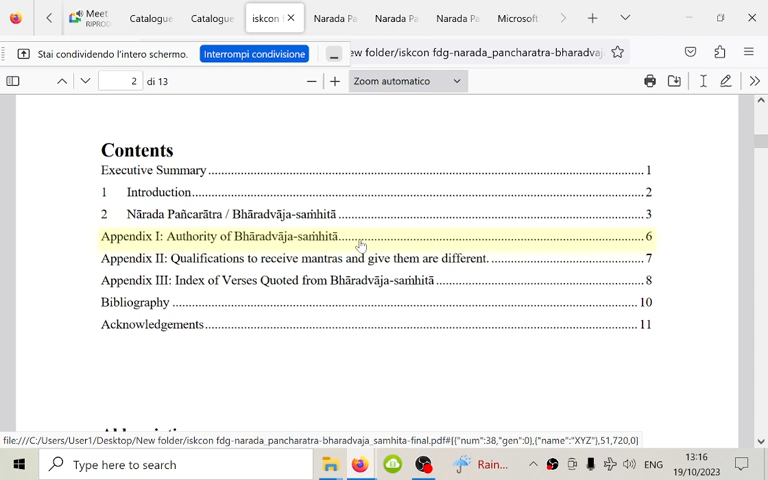 Meet
RIPROD
Catalogue
Catalogue
iskcon
Narada Pa
Narada Pa
Narada Pa
Microsoft
Stai condividendo l'intero schermo.
Interrompi condivisione
ew folder/iskcon fdg-narada_pancharatra-bharadvaj
2
di 13
Zoom automatico
Contents
Executive Summary 1
1 Introduction 2
2 Nārada Pañcarātra / Bhāradvāja-saṁhitā 3
Appendix I: Authority of Bhāradvāja-saṁhitā 6
Appendix II: Qualifications to receive mantras and give them are different. 7
Appendix III: Index of Verses Quoted from Bhāradvāja-saṁhitā 8
Bibliography 10
Acknowledgements 11
file:///C:/Users/User1/Desktop/New folder/iskcon fdg-narada_pancharatra-bharadvaja_samhita-final.pdf#[{"num":38,"gen":0},{"name":"XYZ"},51,720,0]
Type here to search
Rain...
ENG
13:16
19/10/2023